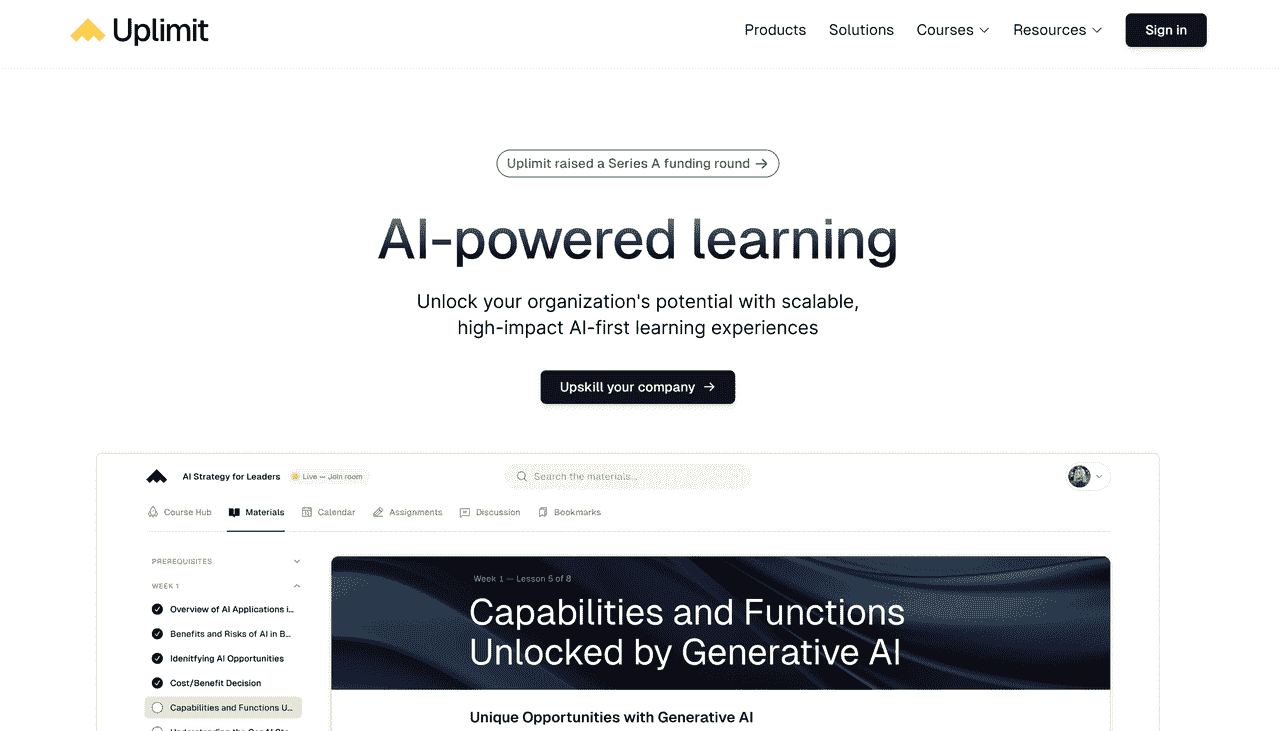 Uplimit
Products Solutions Courses Resources Sign in
Uplimit raised a Series A funding round →
AI-powered learning
Unlock your organization's potential with scalable,
high-impact AI-first learning experiences
Upskill your company →
AI Strategy for Leaders Live — Join room Search the materials...
Course Hub Materials Calendar Assignments Discussion Bookmarks
PREREQUISITES
WEEK 1
Overview of AI Applications i...
Benefits and Risks of AI in B...
Idenitfying AI Opportunities
Cost/Benefit Decision
Capabilities and Functions U...
Week 1 — Lesson 5 of 8
Capabilities and Functions
Unlocked by Generative AI
Unique Opportunities with Generative AI